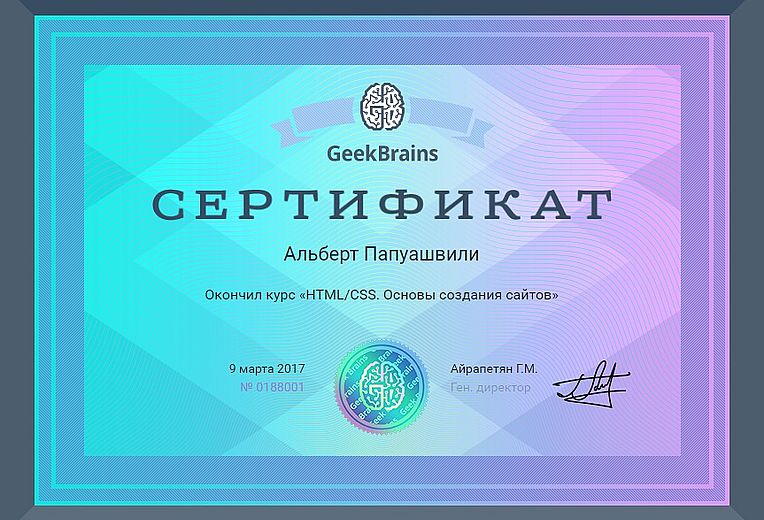 GeekBrains
СЕРТИФИКАТ
Альберт Папуашвили
Окончил курс «HTML/CSS. Основы создания сайтов»
9 марта 2017
№ 0188001
Айрапетян Г.М.
Ген. директор